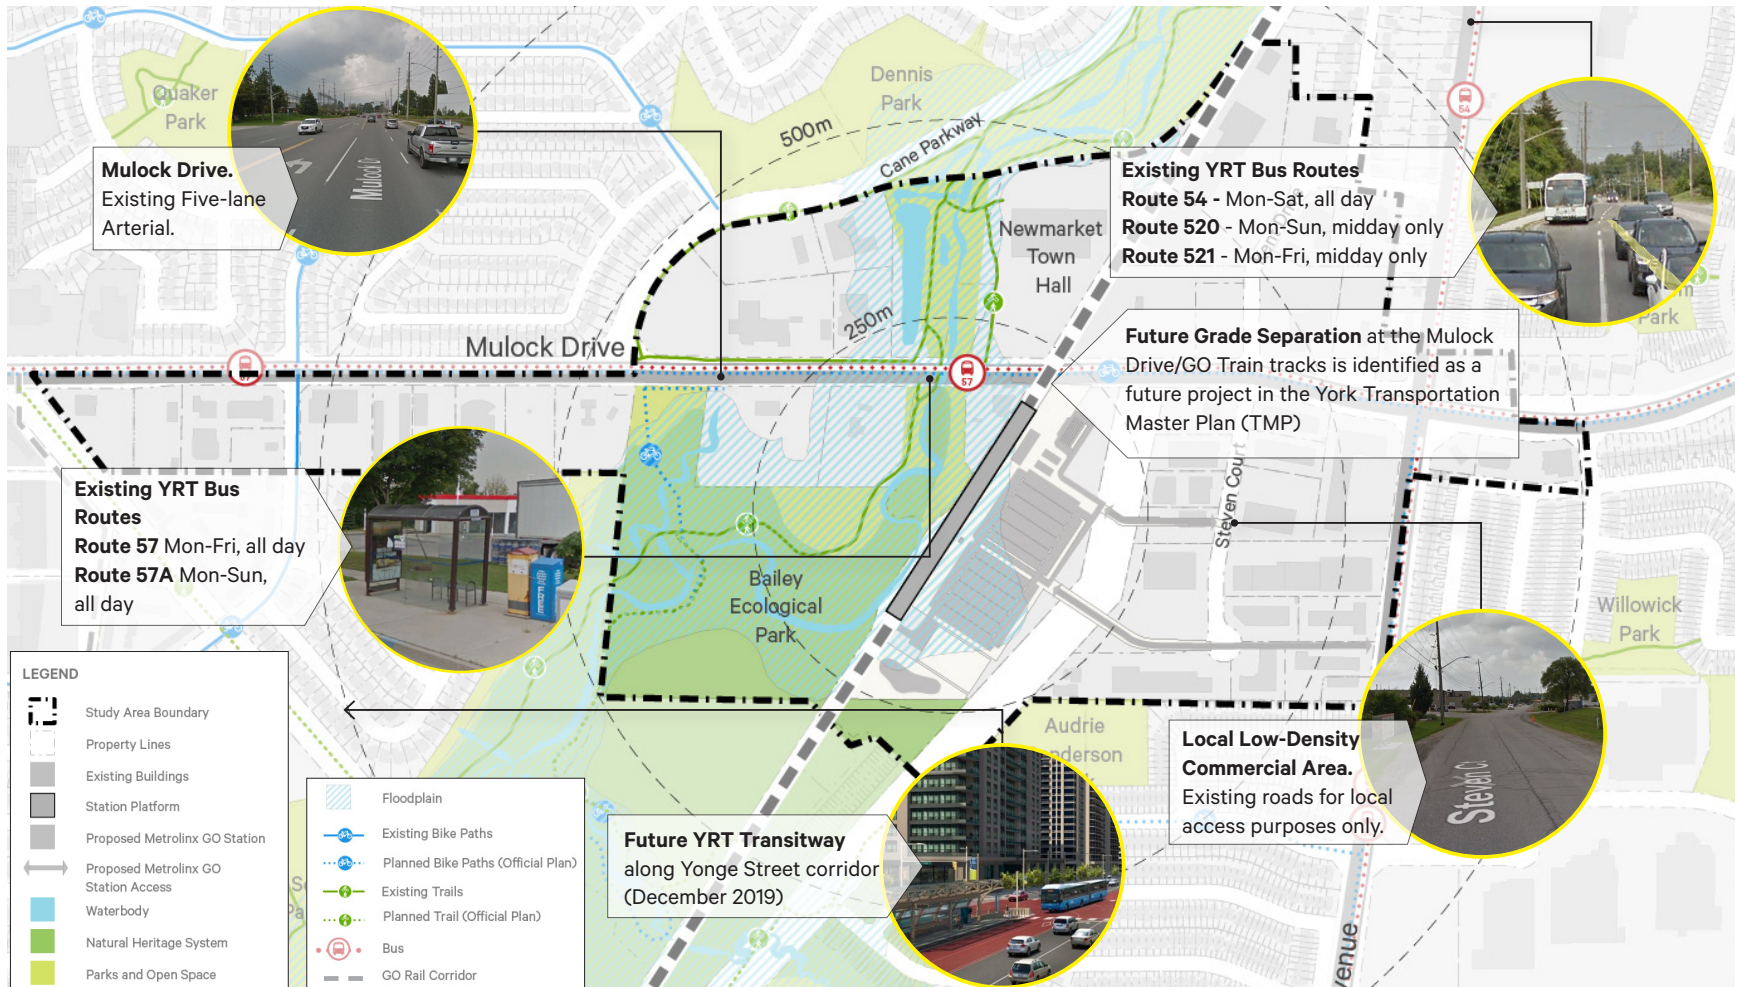 Quaker
Park
Dennis
Park
500m
Cane Parkway
54
Mulock Drive.
Existing Five-lane
Arterial.
Mulock Dr
Existing YRT Bus Routes
Route 54 - Mon-Sat, all day
Route 520 - Mon-Sun, midday only
Route 521 - Mon-Fri, midday only
Newmarket
Town
Hall
250m
Park
Mulock Drive
57
Future Grade Separation at the Mulock
Drive/GO Train tracks is identified as a
future project in the York Transportation
Master Plan (TMP)
Steven Court
Existing YRT Bus
Routes
Route 57 Mon-Fri, all day
Route 57A Mon-Sun,
all day
Bailey
Ecological
Park
Willowick
Park
Audrie
Local Low-Density
Commercial Area.
Existing roads for local
access purposes only.
Steven Ct
Future YRT Transitway
along Yonge Street corridor
(December 2019)
venue
LEGEND
Study Area Boundary
Property Lines
Existing Buildings
Station Platform
Proposed Metrolinx GO Station
Proposed Metrolinx GO
Station Access
Waterbody
Natural Heritage System
Parks and Open Space
Floodplain
Existing Bike Paths
Planned Bike Paths (Official Plan)
Existing Trails
Planned Trail (Official Plan)
Bus
GO Rail Corridor